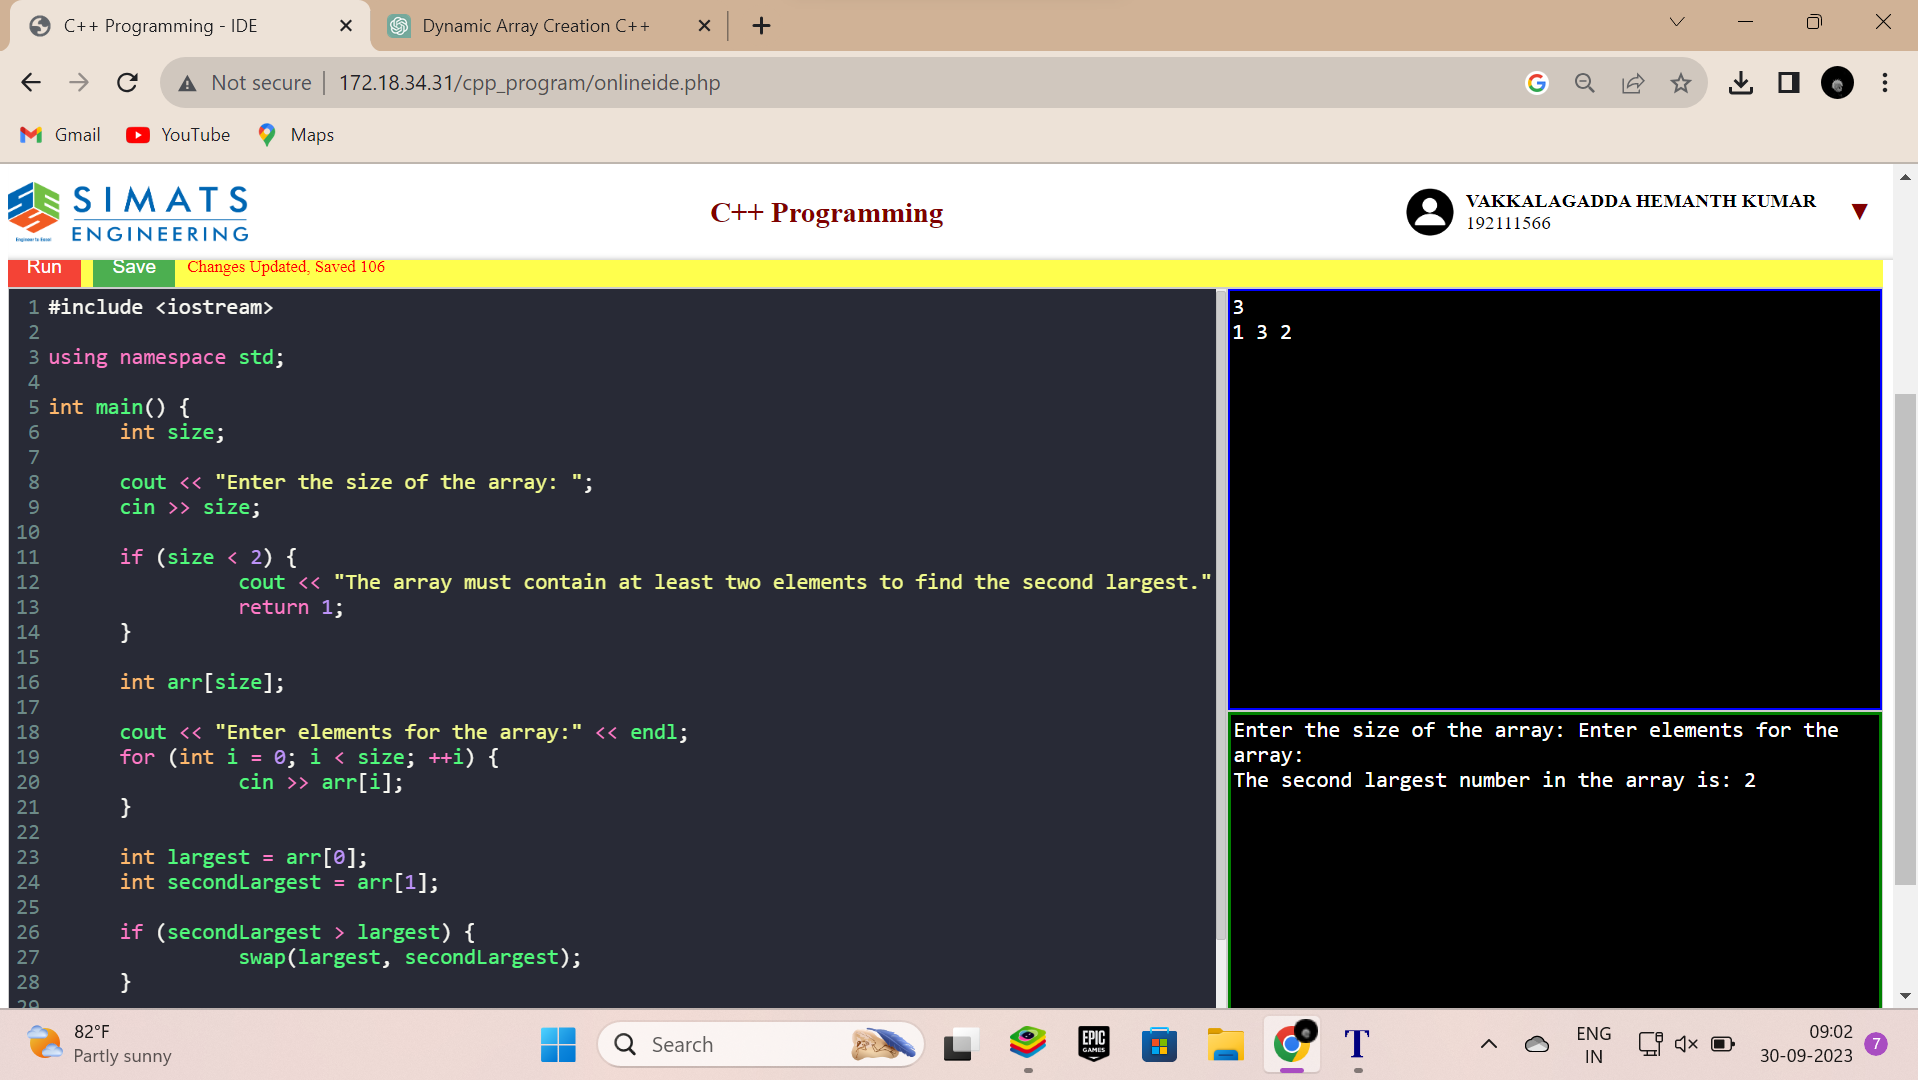 C++ Programming - IDE
Dynamic Array Creation C++
Not secure
172.18.34.31/cpp_program/onlineide.php
Gmail
YouTube
Maps
SIMATS
ENGINEERING
C++ Programming
VAKKALAGADDA HEMANTH KUMAR
192111566
Run
Save
Changes Updated, Saved 106
1 #include <iostream>
2
3 using namespace std;
4
5 int main() {
6 int size;
7
8 cout << "Enter the size of the array: ";
9 cin >> size;
10
11 if (size < 2) {
12 cout << "The array must contain at least two elements to find the second largest."
13 return 1;
14 }
15
16 int arr[size];
17
18 cout << "Enter elements for the array:" << endl;
19 for (int i = 0; i < size; ++i) {
20 cin >> arr[i];
21 }
22
23 int largest = arr[0];
24 int secondLargest = arr[1];
25
26 if (secondLargest > largest) {
27 swap(largest, secondLargest);
28 }
29
3
1 3 2
Enter the size of the array: Enter elements for the
array:
The second largest number in the array is: 2
82°F
Partly sunny
Search
EPIC
GAMES
T
ENG
IN
09:02
30-09-2023
7